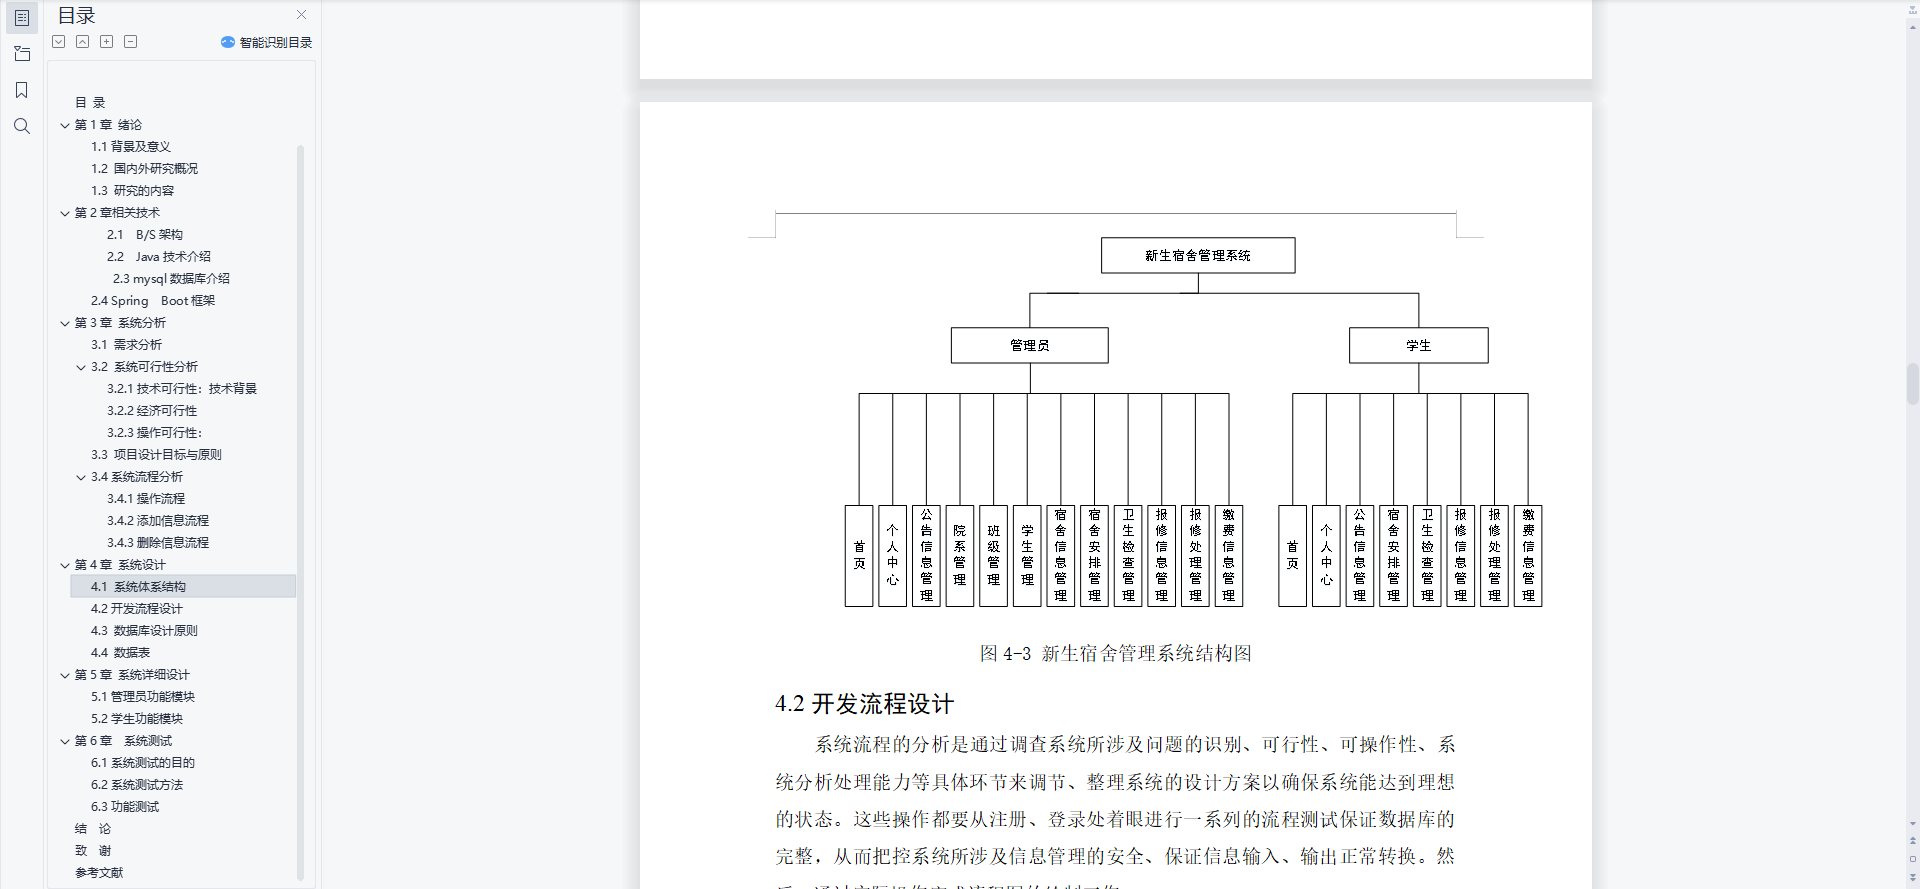 目录
智能识别目录
目 录
第 1 章 绪论
1.1 背景及意义
1.2 国内外研究概况
1.3 研究的内容
第 2 章相关技术
2.1 B/S 架构
2.2 Java 技术介绍
2.3 mysql 数据库介绍
2.4 Spring Boot 框架
第 3 章 系统分析
3.1 需求分析
3.2 系统可行性分析
3.2.1 技术可行性：技术背景
3.2.2 经济可行性
3.2.3 操作可行性：
3.3 项目设计目标与原则
3.4 系统流程分析
3.4.1 操作流程
3.4.2 添加信息流程
3.4.3 删除信息流程
第 4 章 系统设计
4.1 系统体系结构
4.2 开发流程设计
4.3 数据库设计原则
4.4 数据表
第 5 章 系统详细设计
5.1 管理员功能模块
5.2 学生功能模块
第 6 章 系统测试
6.1 系统测试的目的
6.2 系统测试方法
6.3 功能测试
结 论
致 谢
参考文献
新生宿舍管理系统
管理员
学生
首页
个人中心
公告信息管理
院系管理
班级管理
学生管理
宿舍信息管理
宿舍安排管理
卫生检查管理
报修信息管理
报修处理管理
缴费信息管理
首页
个人中心
公告信息管理
宿舍安排管理
卫生检查管理
报修信息管理
报修处理管理
缴费信息管理
图 4-3 新生宿舍管理系统结构图
4.2 开发流程设计
系统流程的分析是通过调查系统所涉及问题的识别、可行性、可操作性、系
统分析处理能力等具体环节来调节、整理系统的设计方案以确保系统能达到理想
的状态。这些操作都要从注册、登录处着眼进行一系列的流程测试保证数据库的
完整，从而把控系统所涉及信息管理的安全、保证信息输入、输出正常转换。然